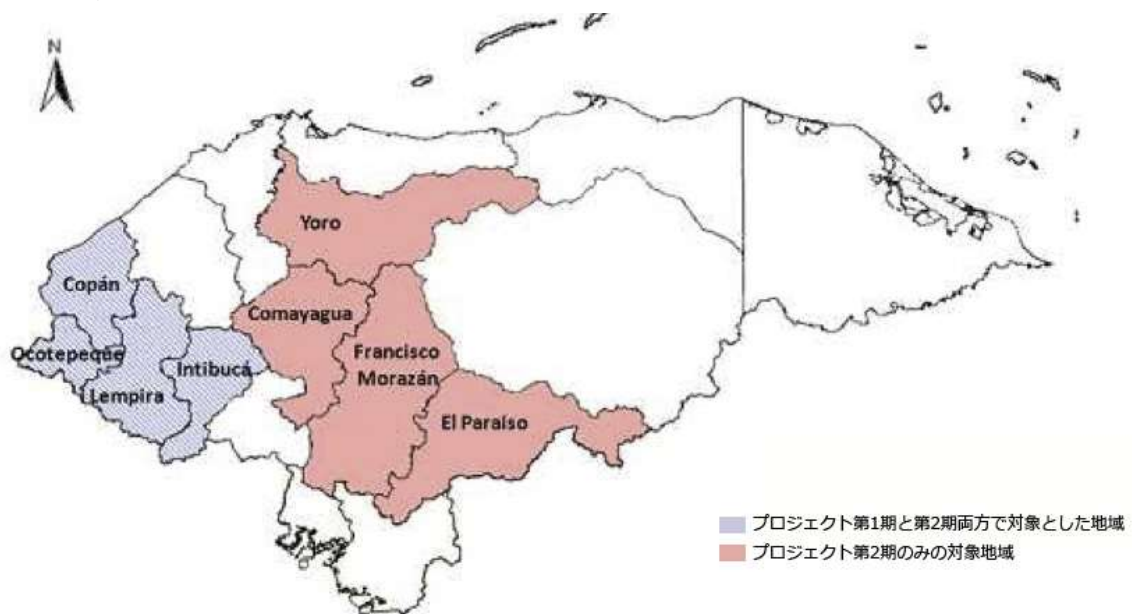 N
Yoro
Copán
Comayagua
Ocotepeque
Intibucá
Francisco
Morazán
LLempira
El Paraíso
プロジェクト第1期と第2期両方で対象とした地域
プロジェクト第2期のみの対象地域